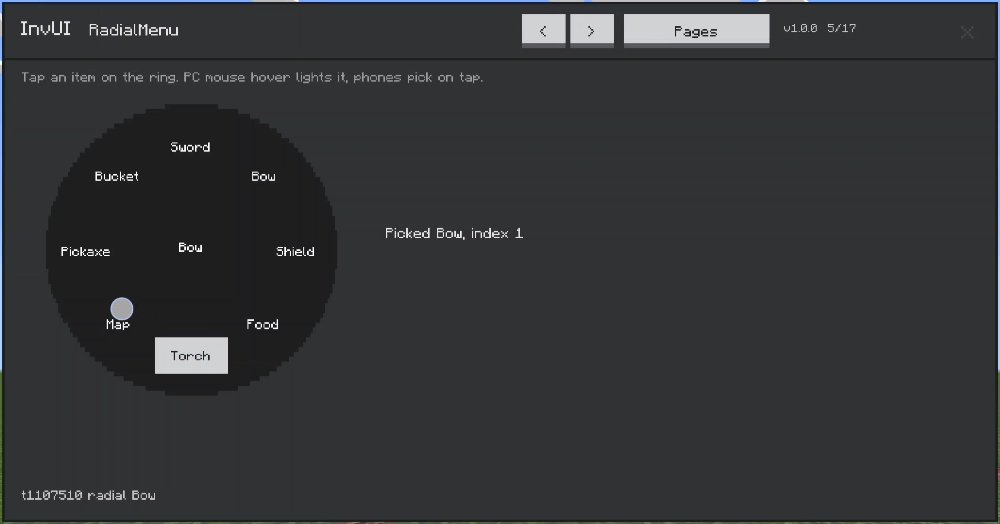 InvUI RadialMenu < > Pages v1.0.0 5/17
Tap an item on the ring. PC mouse hover lights it, phones pick on tap.
Sword
Bucket Bow
Pickaxe Bow Shield
Map Food
Torch
Picked Bow, index 1
t1107510 radial Bow